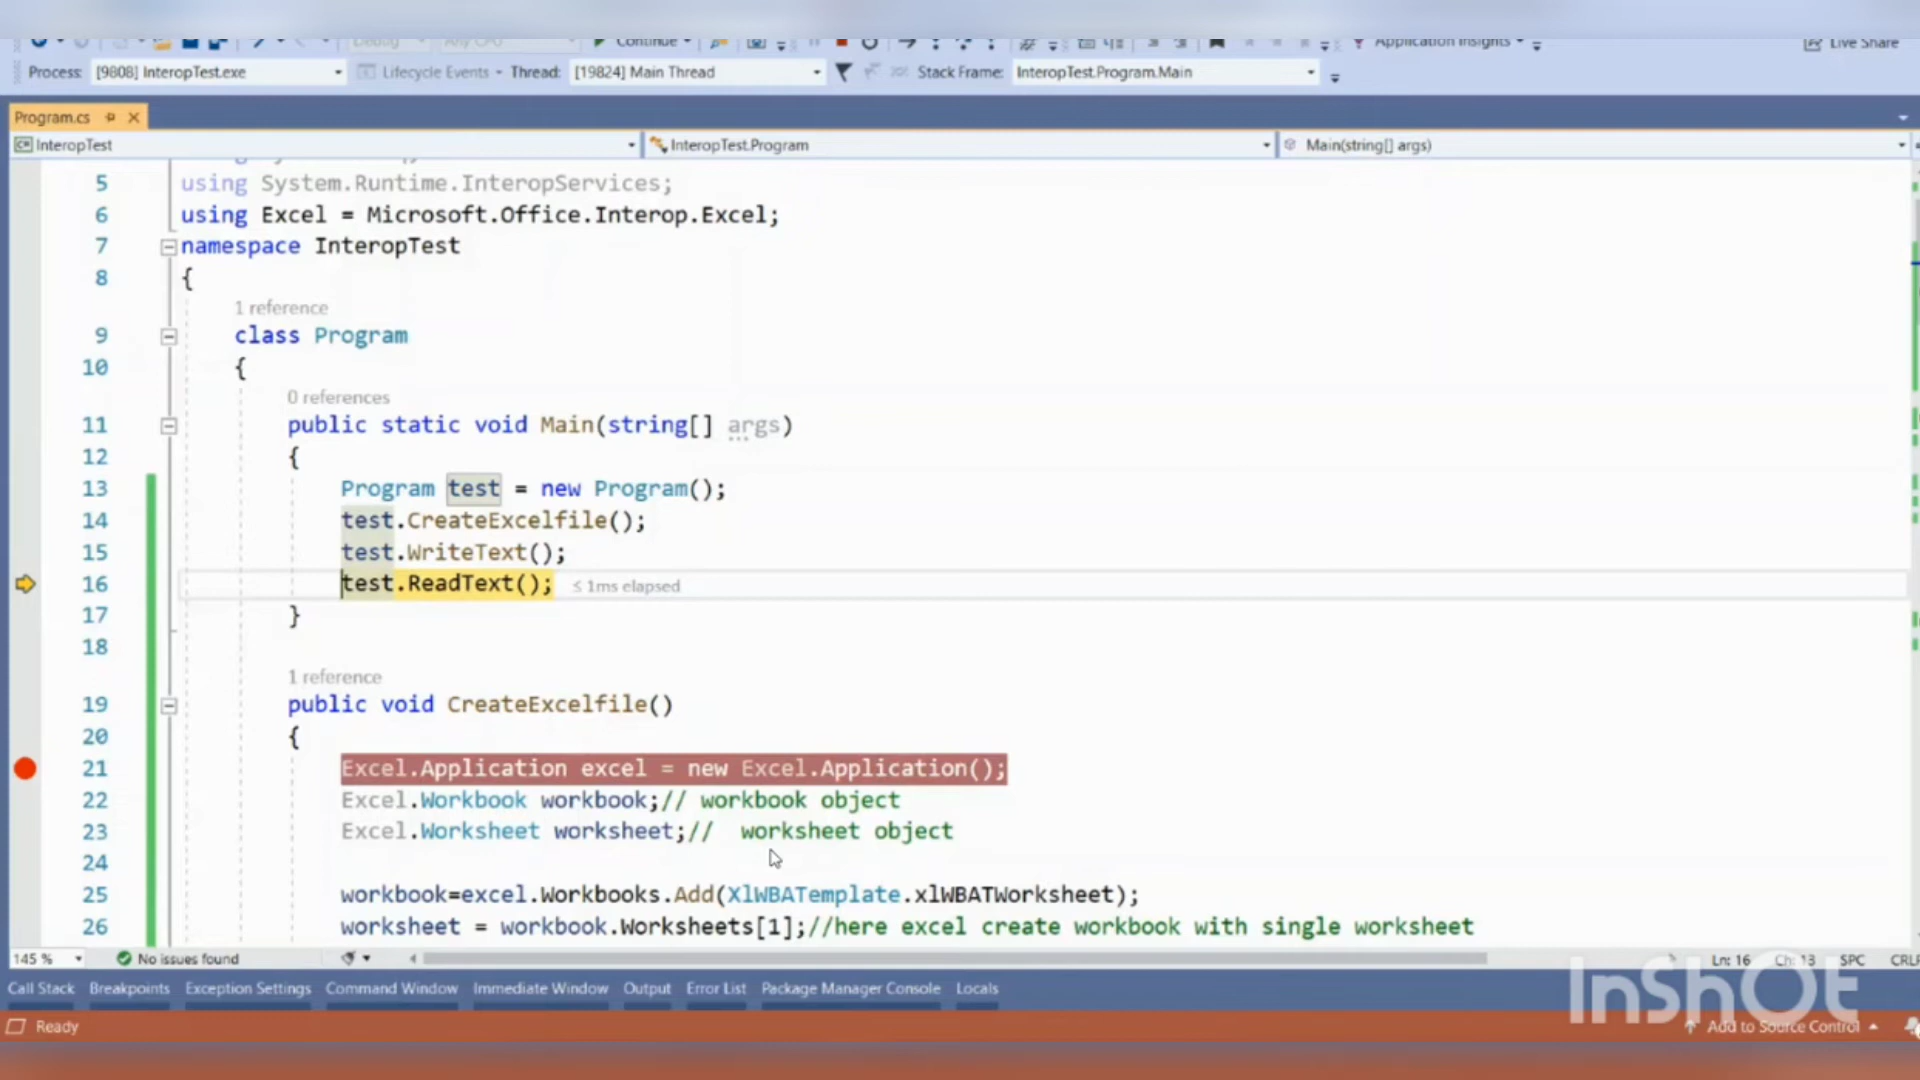 Debug Any CPU Continue Application Insights Live Share
Process: [9808] InteropTest.exe Lifecycle Events Thread: [19824] Main Thread Stack Frame: InteropTest.Program.Main
Program.cs
InteropTest InteropTest.Program Main(string[] args)
5 using System.Runtime.InteropServices;
6 using Excel = Microsoft.Office.Interop.Excel;
7 namespace InteropTest
8 {
1 reference
9 class Program
10 {
0 references
11 public static void Main(string[] args)
12 {
13 Program test = new Program();
14 test.CreateExcelfile();
15 test.WriteText();
16 test.ReadText(); ≤ 1ms elapsed
17 }
18
1 reference
19 public void CreateExcelfile()
20 {
21 Excel.Application excel = new Excel.Application();
22 Excel.Workbook workbook;// workbook object
23 Excel.Worksheet worksheet;//  worksheet object
24
25 workbook=excel.Workbooks.Add(XlWBATemplate.xlWBATWorksheet);
26 worksheet = workbook.Worksheets[1];//here excel create workbook with single worksheet
145 % No issues found Ln: 16 Ch: 13 SPC CRLF
Call Stack Breakpoints Exception Settings Command Window Immediate Window Output Error List Package Manager Console Locals
InShOt
Ready Add to Source Control